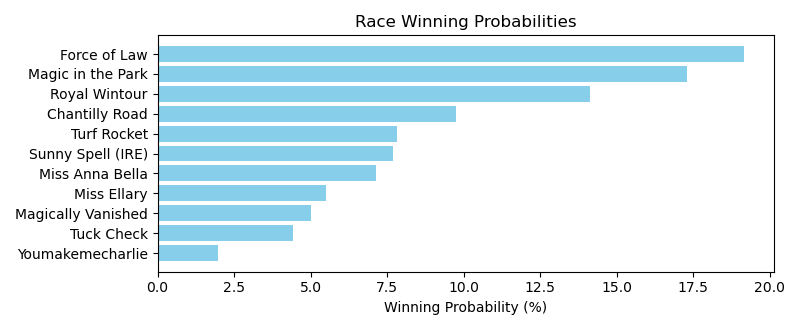 Race Winning Probabilities
Force of Law
Magic in the Park
Royal Wintour
Chantilly Road
Turf Rocket
Sunny Spell (IRE)
Miss Anna Bella
Miss Ellary
Magically Vanished
Tuck Check
Youmakemecharlie
0.0 2.5 5.0 7.5 10.0 12.5 15.0 17.5 20.0
Winning Probability (%)